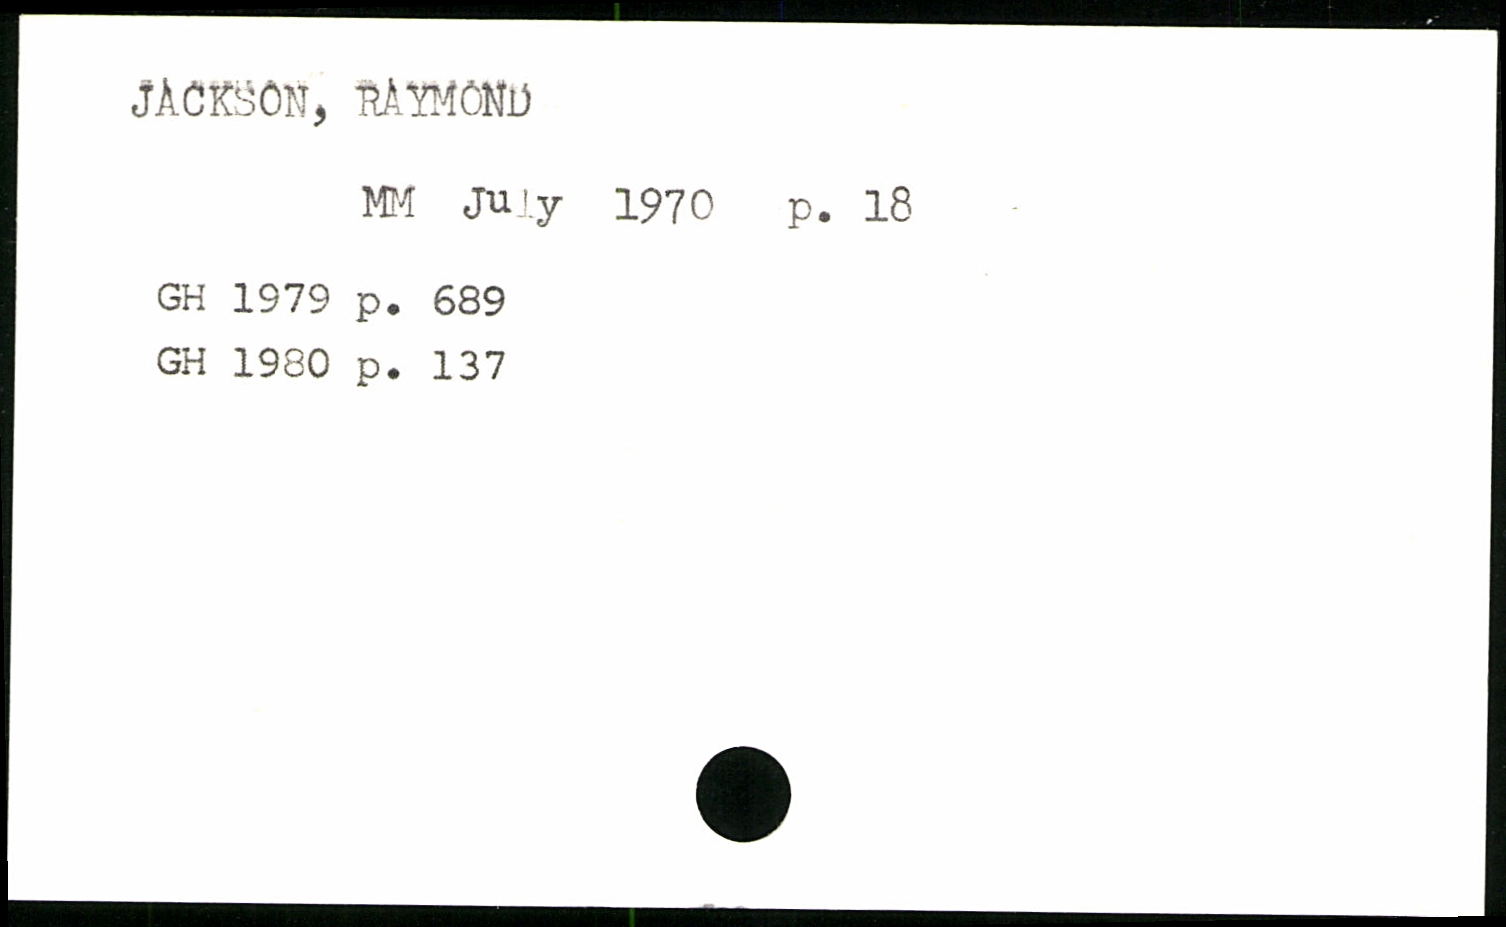 JACKSON, RAYMOND
MM July 1970 p. 18
GH 1979 p. 689
GH 1980 p. 137